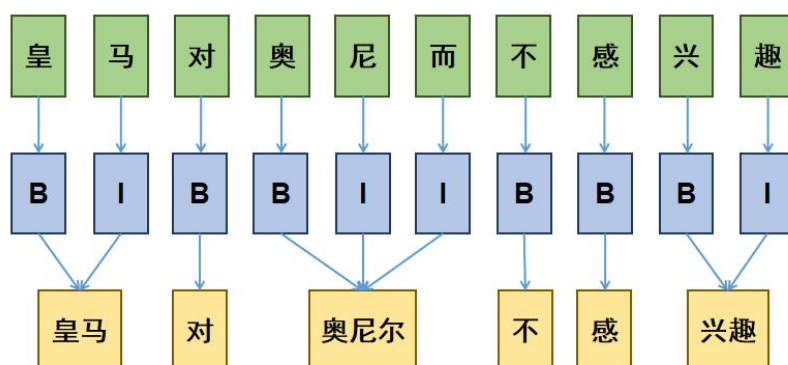 皇 马 对 奥 尼 而 不 感 兴 趣
B I B B I I B B B I
皇马 对 奥尼尔 不 感 兴趣